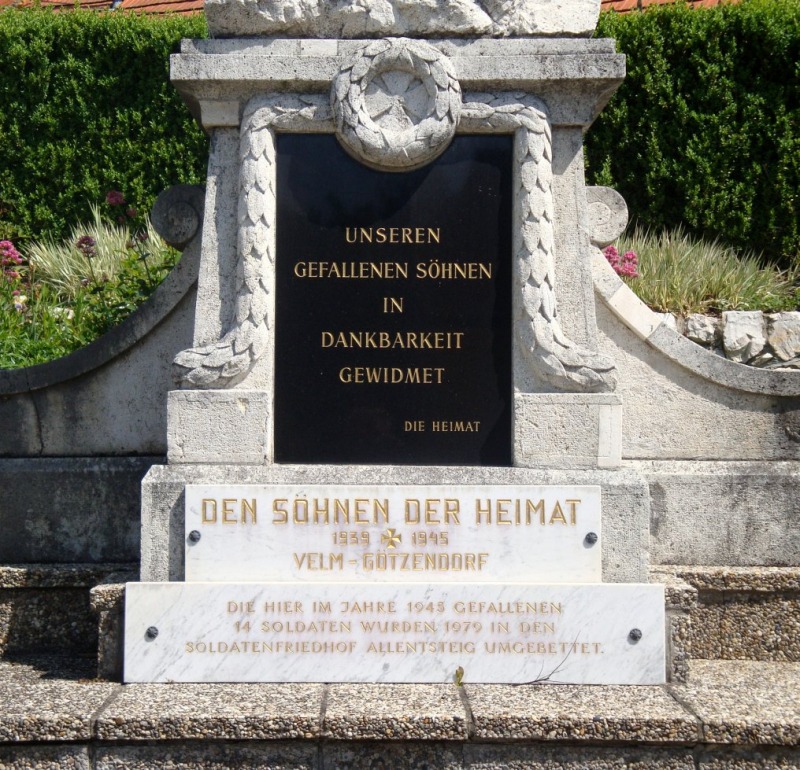 UNSEREN
GEFALLENEN SÖHNEN
IN
DANKBARKEIT
GEWIDMET
DIE HEIMAT
DEN SÖHNEN DER HEIMAT
1939 1945
VELM-GÖTZENDORF
DIE HIER IM JAHRE 1945 GEFALLENEN
14 SOLDATEN WURDEN 1979 IN DEN
SOLDATENFRIEDHOF ALLENTSTEIG UMGEBETTET.